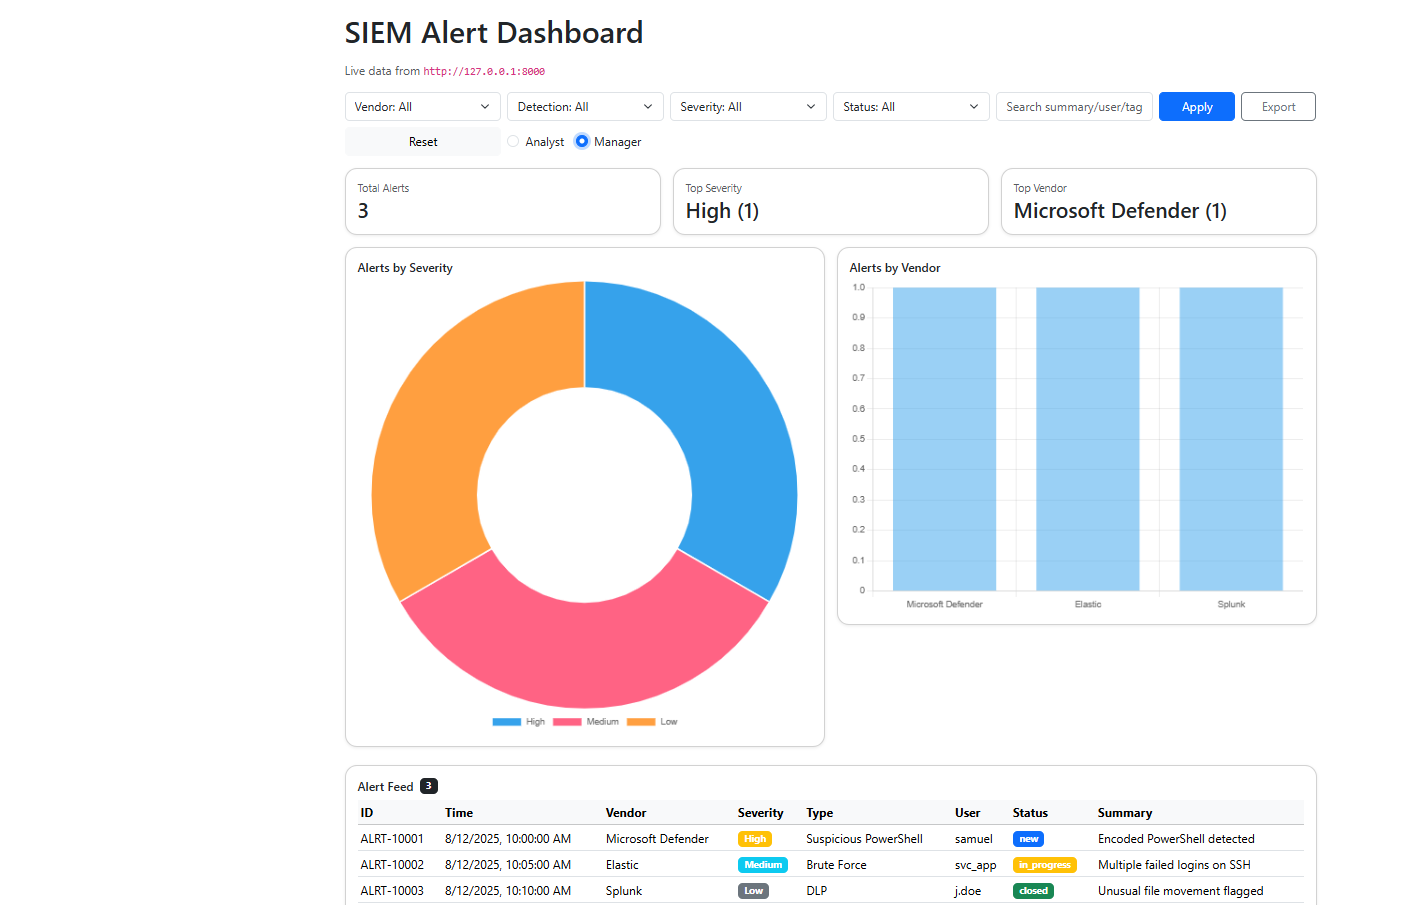 SIEM Alert Dashboard
Live data from http://127.0.0.1:8000
Vendor: All Detection: All Severity: All Status: All Search summary/user/tag Apply Export
Reset Analyst Manager
Total Alerts
3
Top Severity
High (1)
Top Vendor
Microsoft Defender (1)
Alerts by Severity
High Medium Low
Alerts by Vendor
1.0
0.9
0.8
0.7
0.6
0.5
0.4
0.3
0.2
0.1
0
Microsoft Defender Elastic Splunk
Alert Feed 3
ID Time Vendor Severity Type User Status Summary
ALRT-10001 8/12/2025, 10:00:00 AM Microsoft Defender High Suspicious PowerShell samuel new Encoded PowerShell detected
ALRT-10002 8/12/2025, 10:05:00 AM Elastic Medium Brute Force svc_app in_progress Multiple failed logins on SSH
ALRT-10003 8/12/2025, 10:10:00 AM Splunk Low DLP j.doe closed Unusual file movement flagged